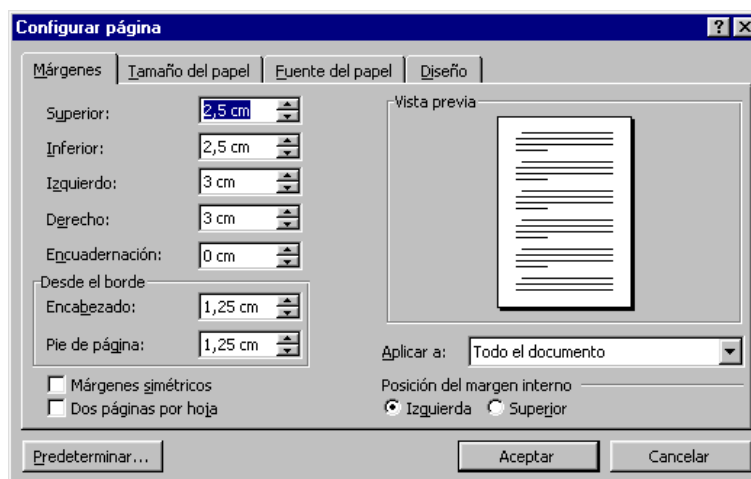 Configurar página
Márgenes Tamaño del papel Fuente del papel Diseño
Superior: 2,5 cm
Inferior: 2,5 cm
Izquierdo: 3 cm
Derecho: 3 cm
Encuadernación: 0 cm
Desde el borde
Encabezado: 1,25 cm
Pie de página: 1,25 cm
Márgenes simétricos
Dos páginas por hoja
Vista previa
Aplicar a: Todo el documento
Posición del margen interno
Izquierda Superior
Predeterminar... Aceptar Cancelar